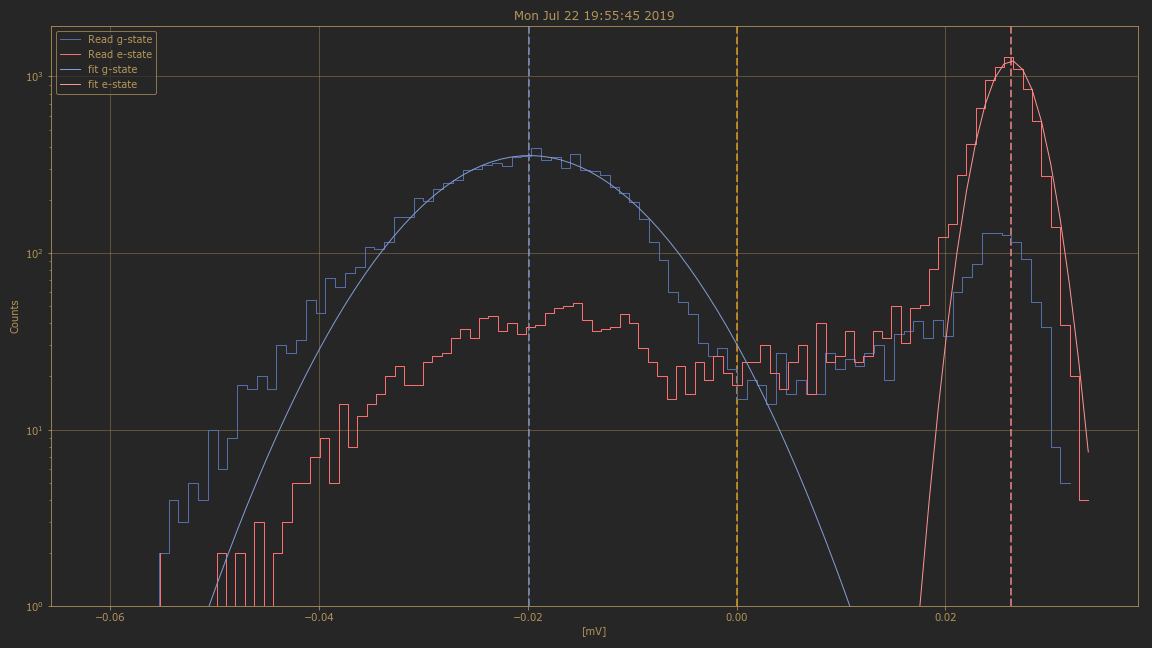 Mon Jul 22 19:55:45 2019
Read g-state
Read e-state
fit g-state
fit e-state
10³
10²
10¹
10⁰
Counts
−0.06
−0.04
−0.02
0.00
0.02
[mV]